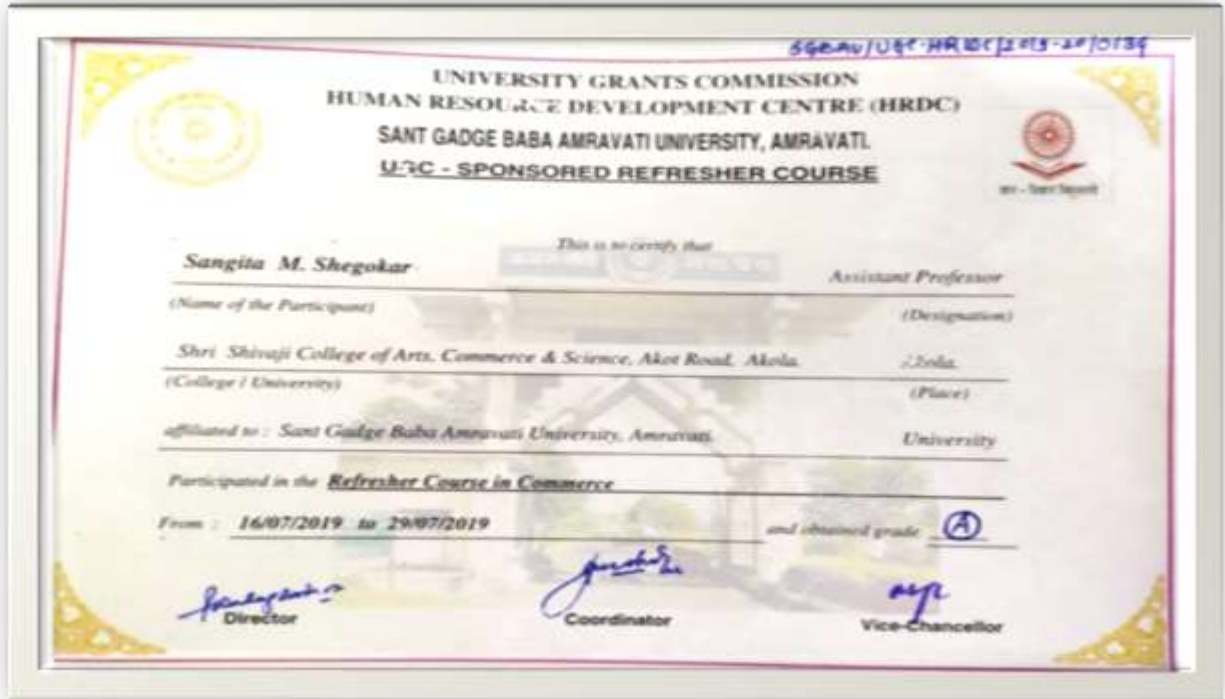 SGBAU/UGC-HRDC/2019-20/0189
UNIVERSITY GRANTS COMMISSION
HUMAN RESOURCE DEVELOPMENT CENTRE (HRDC)
SANT GADGE BABA AMRAVATI UNIVERSITY, AMRAVATI.
UGC - SPONSORED REFRESHER COURSE
This is to certify that
Sangita M. Shegokar
Assistant Professor
(Name of the Participant)
(Designation)
Shri Shivaji College of Arts, Commerce & Science, Akot Road, Akola.
Akola.
(College / University)
(Place)
affiliated to : Sant Gadge Baba Amravati University, Amravati.
University
Participated in the Refresher Course in Commerce
From : 16/07/2019 to 29/07/2019 and obtained grade A
Director
Coordinator
Vice-Chancellor